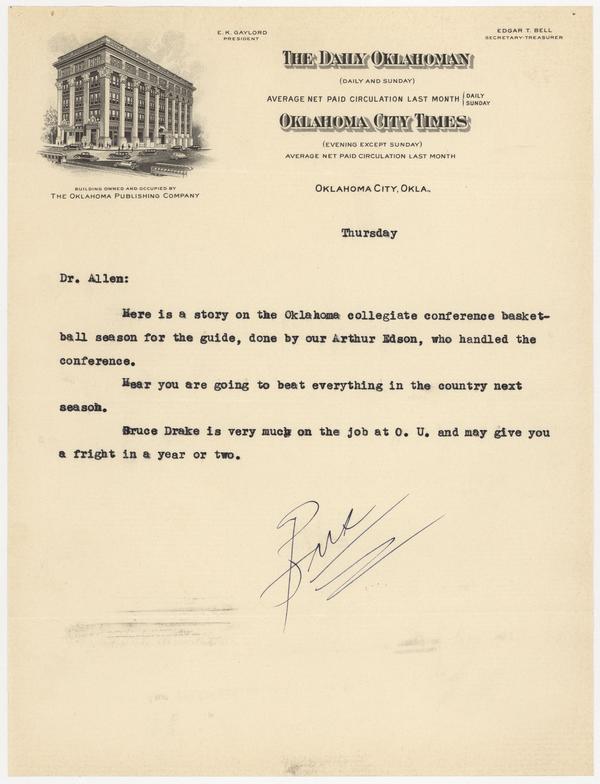 E. K. GAYLORD
PRESIDENT
EDGAR T. BELL
SECRETARY-TREASURER
THE DAILY OKLAHOMAN
(DAILY AND SUNDAY)
AVERAGE NET PAID CIRCULATION LAST MONTH DAILY
SUNDAY
OKLAHOMA CITY TIMES
(EVENING EXCEPT SUNDAY)
AVERAGE NET PAID CIRCULATION LAST MONTH
BUILDING OWNED AND OCCUPIED BY
THE OKLAHOMA PUBLISHING COMPANY
OKLAHOMA CITY, OKLA.
Thursday
Dr. Allen:
Here is a story on the Oklahoma collegiate conference basket-
ball season for the guide, done by our Arthur Edson, who handled the
conference.
Hear you are going to beat everything in the country next
season.
Bruce Drake is very much on the job at O. U. and may give you
a fright in a year or two.